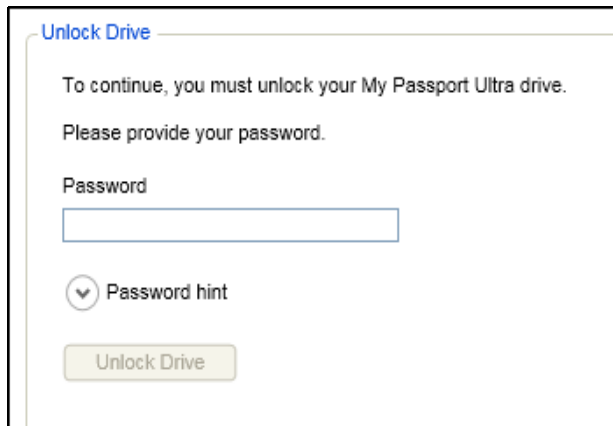 Unlock Drive
To continue, you must unlock your My Passport Ultra drive.
Please provide your password.
Password
Password hint
Unlock Drive